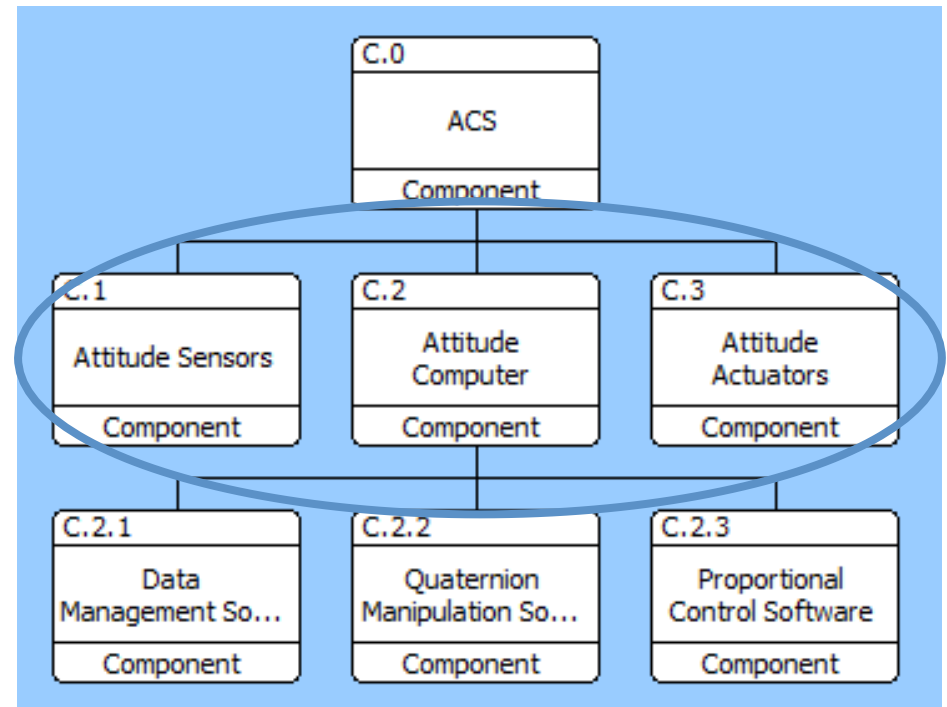 C.0
ACS
Component
C.1
Attitude Sensors
Component
C.2
Attitude
Computer
Component
C.3
Attitude
Actuators
Component
C.2.1
Data
Management So...
Component
C.2.2
Quaternion
Manipulation So...
Component
C.2.3
Proportional
Control Software
Component